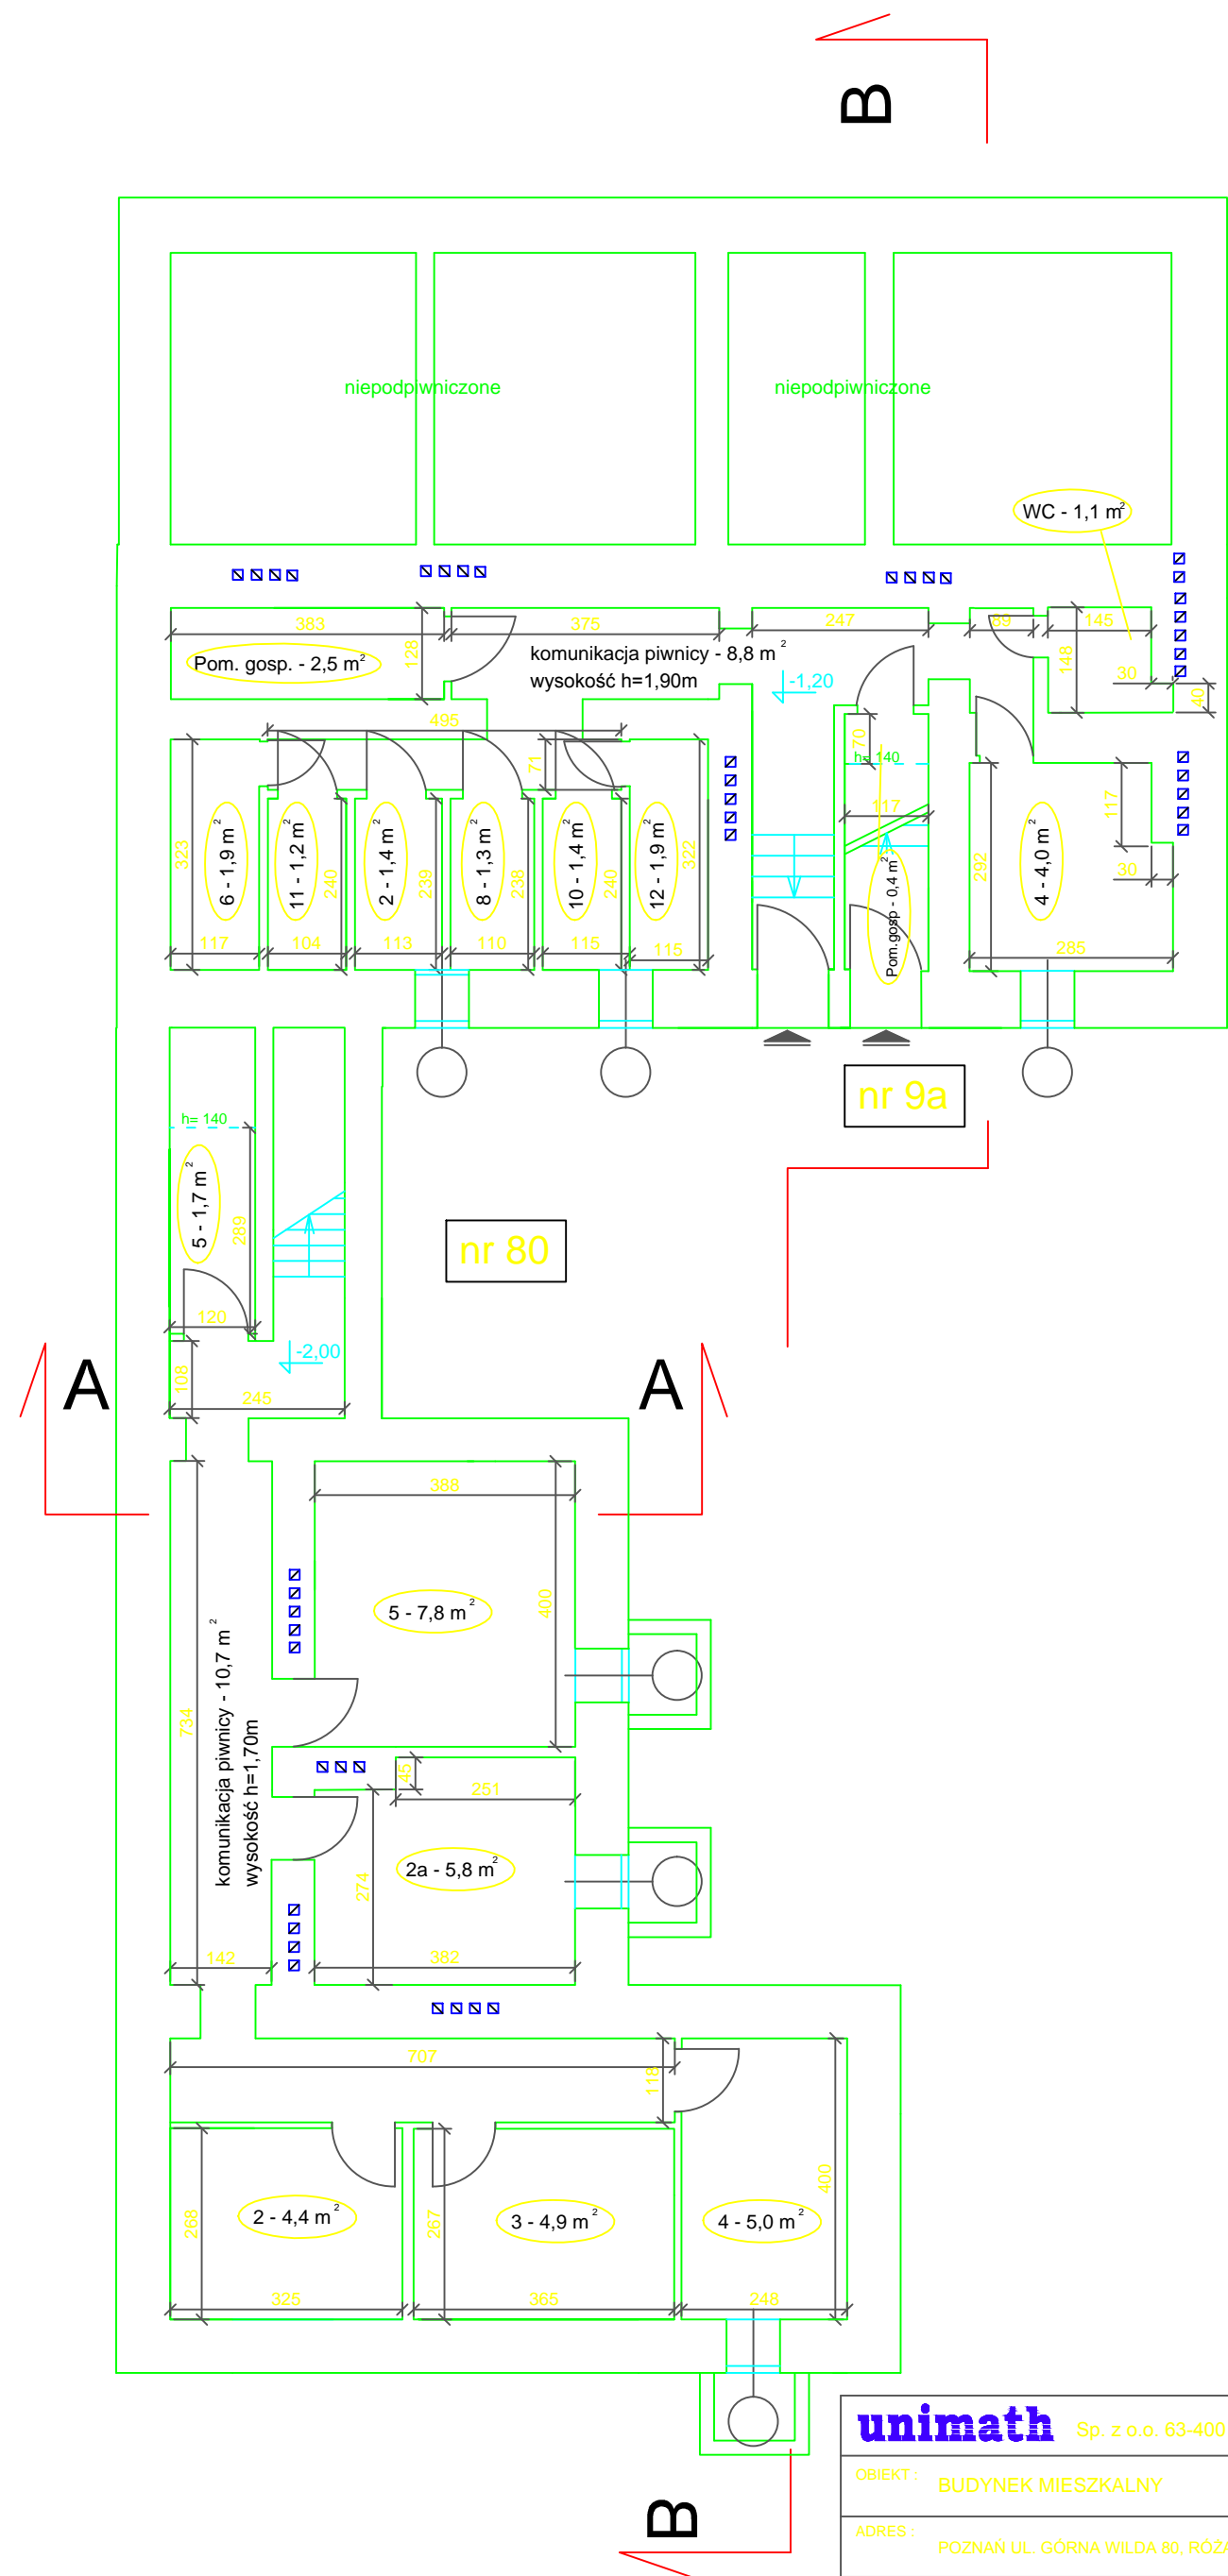 B
niepodpiwniczone
niepodpiwniczone
WC - 1,1 m²
383
375
247
89
145
128
Pom. gosp. - 2,5 m²
komunikacja piwnicy - 8,8 m²
wysokość h=1,90m
-1,20
148
30
40
495
71
70
h= 140
117
117
323
6 - 1,9 m²
11 - 1,2 m²
240
2 - 1,4 m²
239
8 - 1,3 m²
238
10 - 1,4 m²
240
12 - 1,9 m²
322
Pom.gosp - 0,4 m²
292
4 - 4,0 m²
30
117
104
113
110
115
115
285
nr 9a
h= 140
5 - 1,7 m²
289
nr 80
120
-2,00
108
245
A
A
388
400
5 - 7,8 m²
734
komunikacja piwnicy - 10,7 m²
wysokość h=1,70m
45
251
274
2a - 5,8 m²
142
382
707
118
268
2 - 4,4 m²
267
3 - 4,9 m²
4 - 5,0 m²
400
325
365
248
B
unimath Sp. z o.o. 63-400
OBIEKT : BUDYNEK MIESZKALNY
ADRES : POZNAŃ UL. GÓRNA WILDA 80, RÓŻA